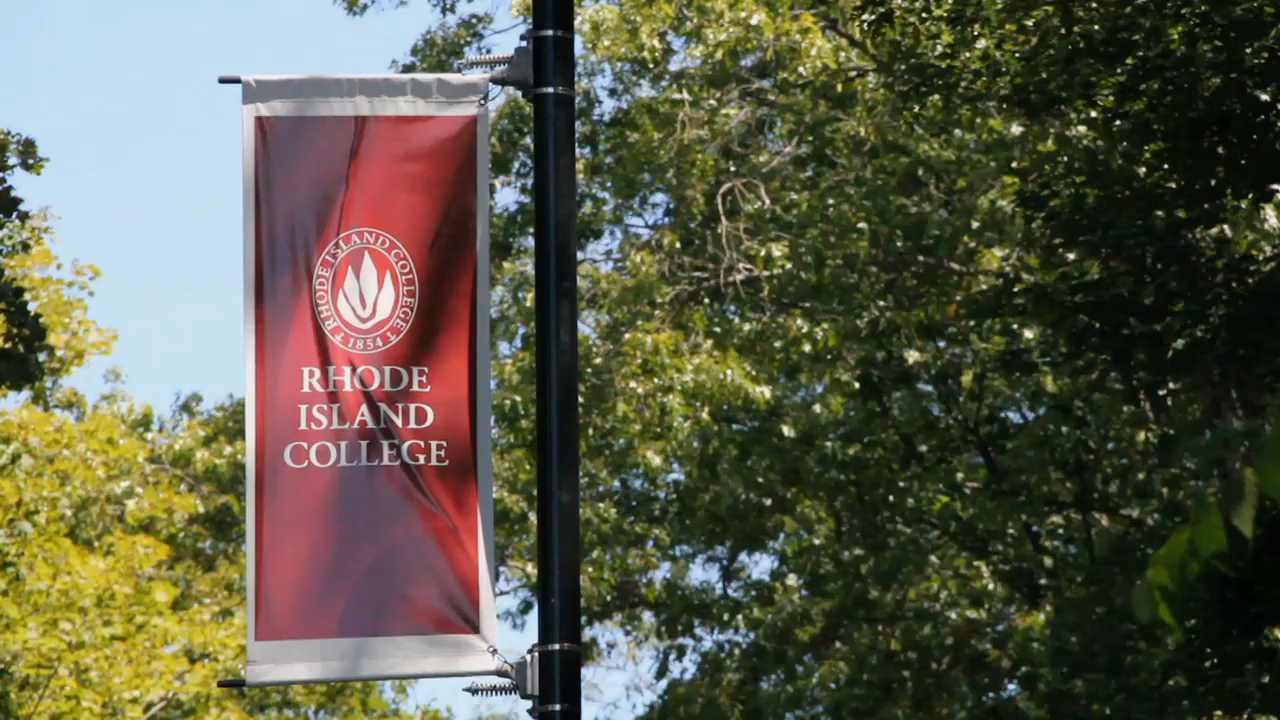 RHODE ISLAND COLLEGE
1854
RHODE
ISLAND
COLLEGE